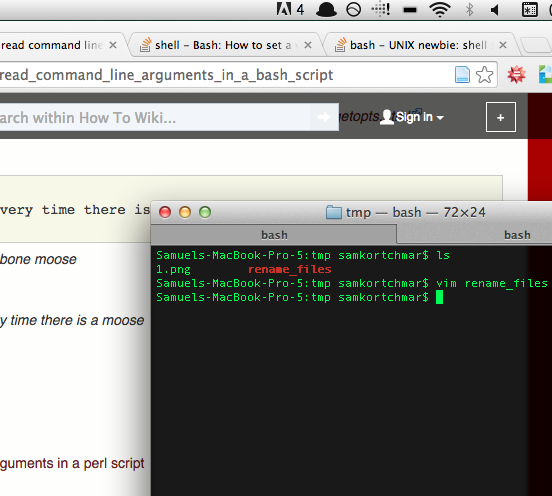 4
read command line
shell – Bash: How to set a
bash – UNIX newbie: shell
read_command_line_arguments_in_a_bash_script
arch within How To Wiki...
getopts,
Sign in
+
very time there is
tmp — bash — 72×24
bash
bash
bone moose
Samuels-MacBook-Pro-5:tmp samkortchmar$ ls
1.png rename_files
Samuels-MacBook-Pro-5:tmp samkortchmar$ vim rename_files
Samuels-MacBook-Pro-5:tmp samkortchmar$
y time there is a moose
guments in a perl script